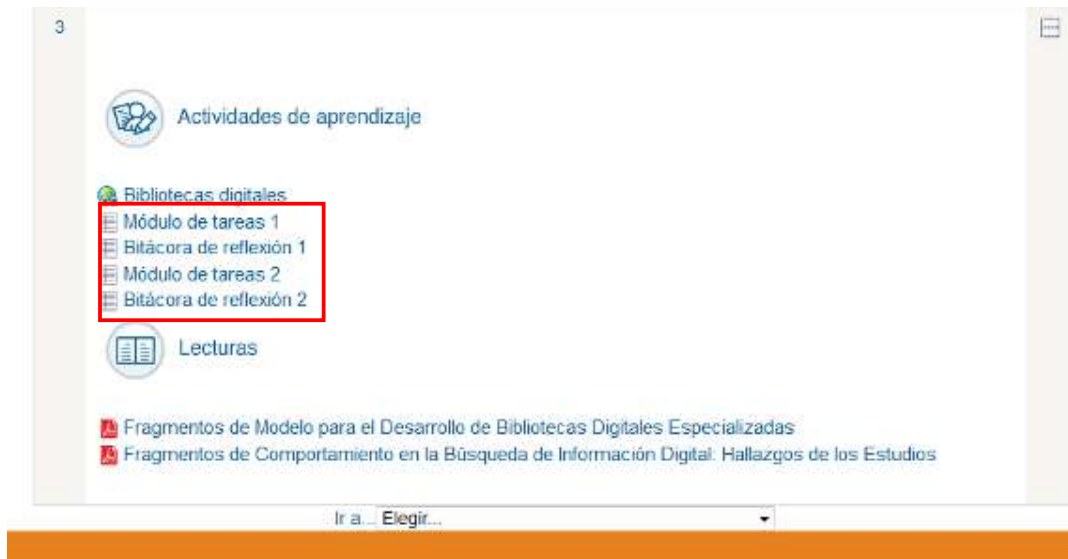 3
Actividades de aprendizaje
Bibliotecas digitales
Módulo de tareas 1
Bitácora de reflexión 1
Módulo de tareas 2
Bitácora de reflexión 2
Lecturas
Fragmentos de Modelo para el Desarrollo de Bibliotecas Digitales Especializadas
Fragmentos de Comportamiento en la Búsqueda de Información Digital: Hallazgos de los Estudios
Ir a... Elegir...